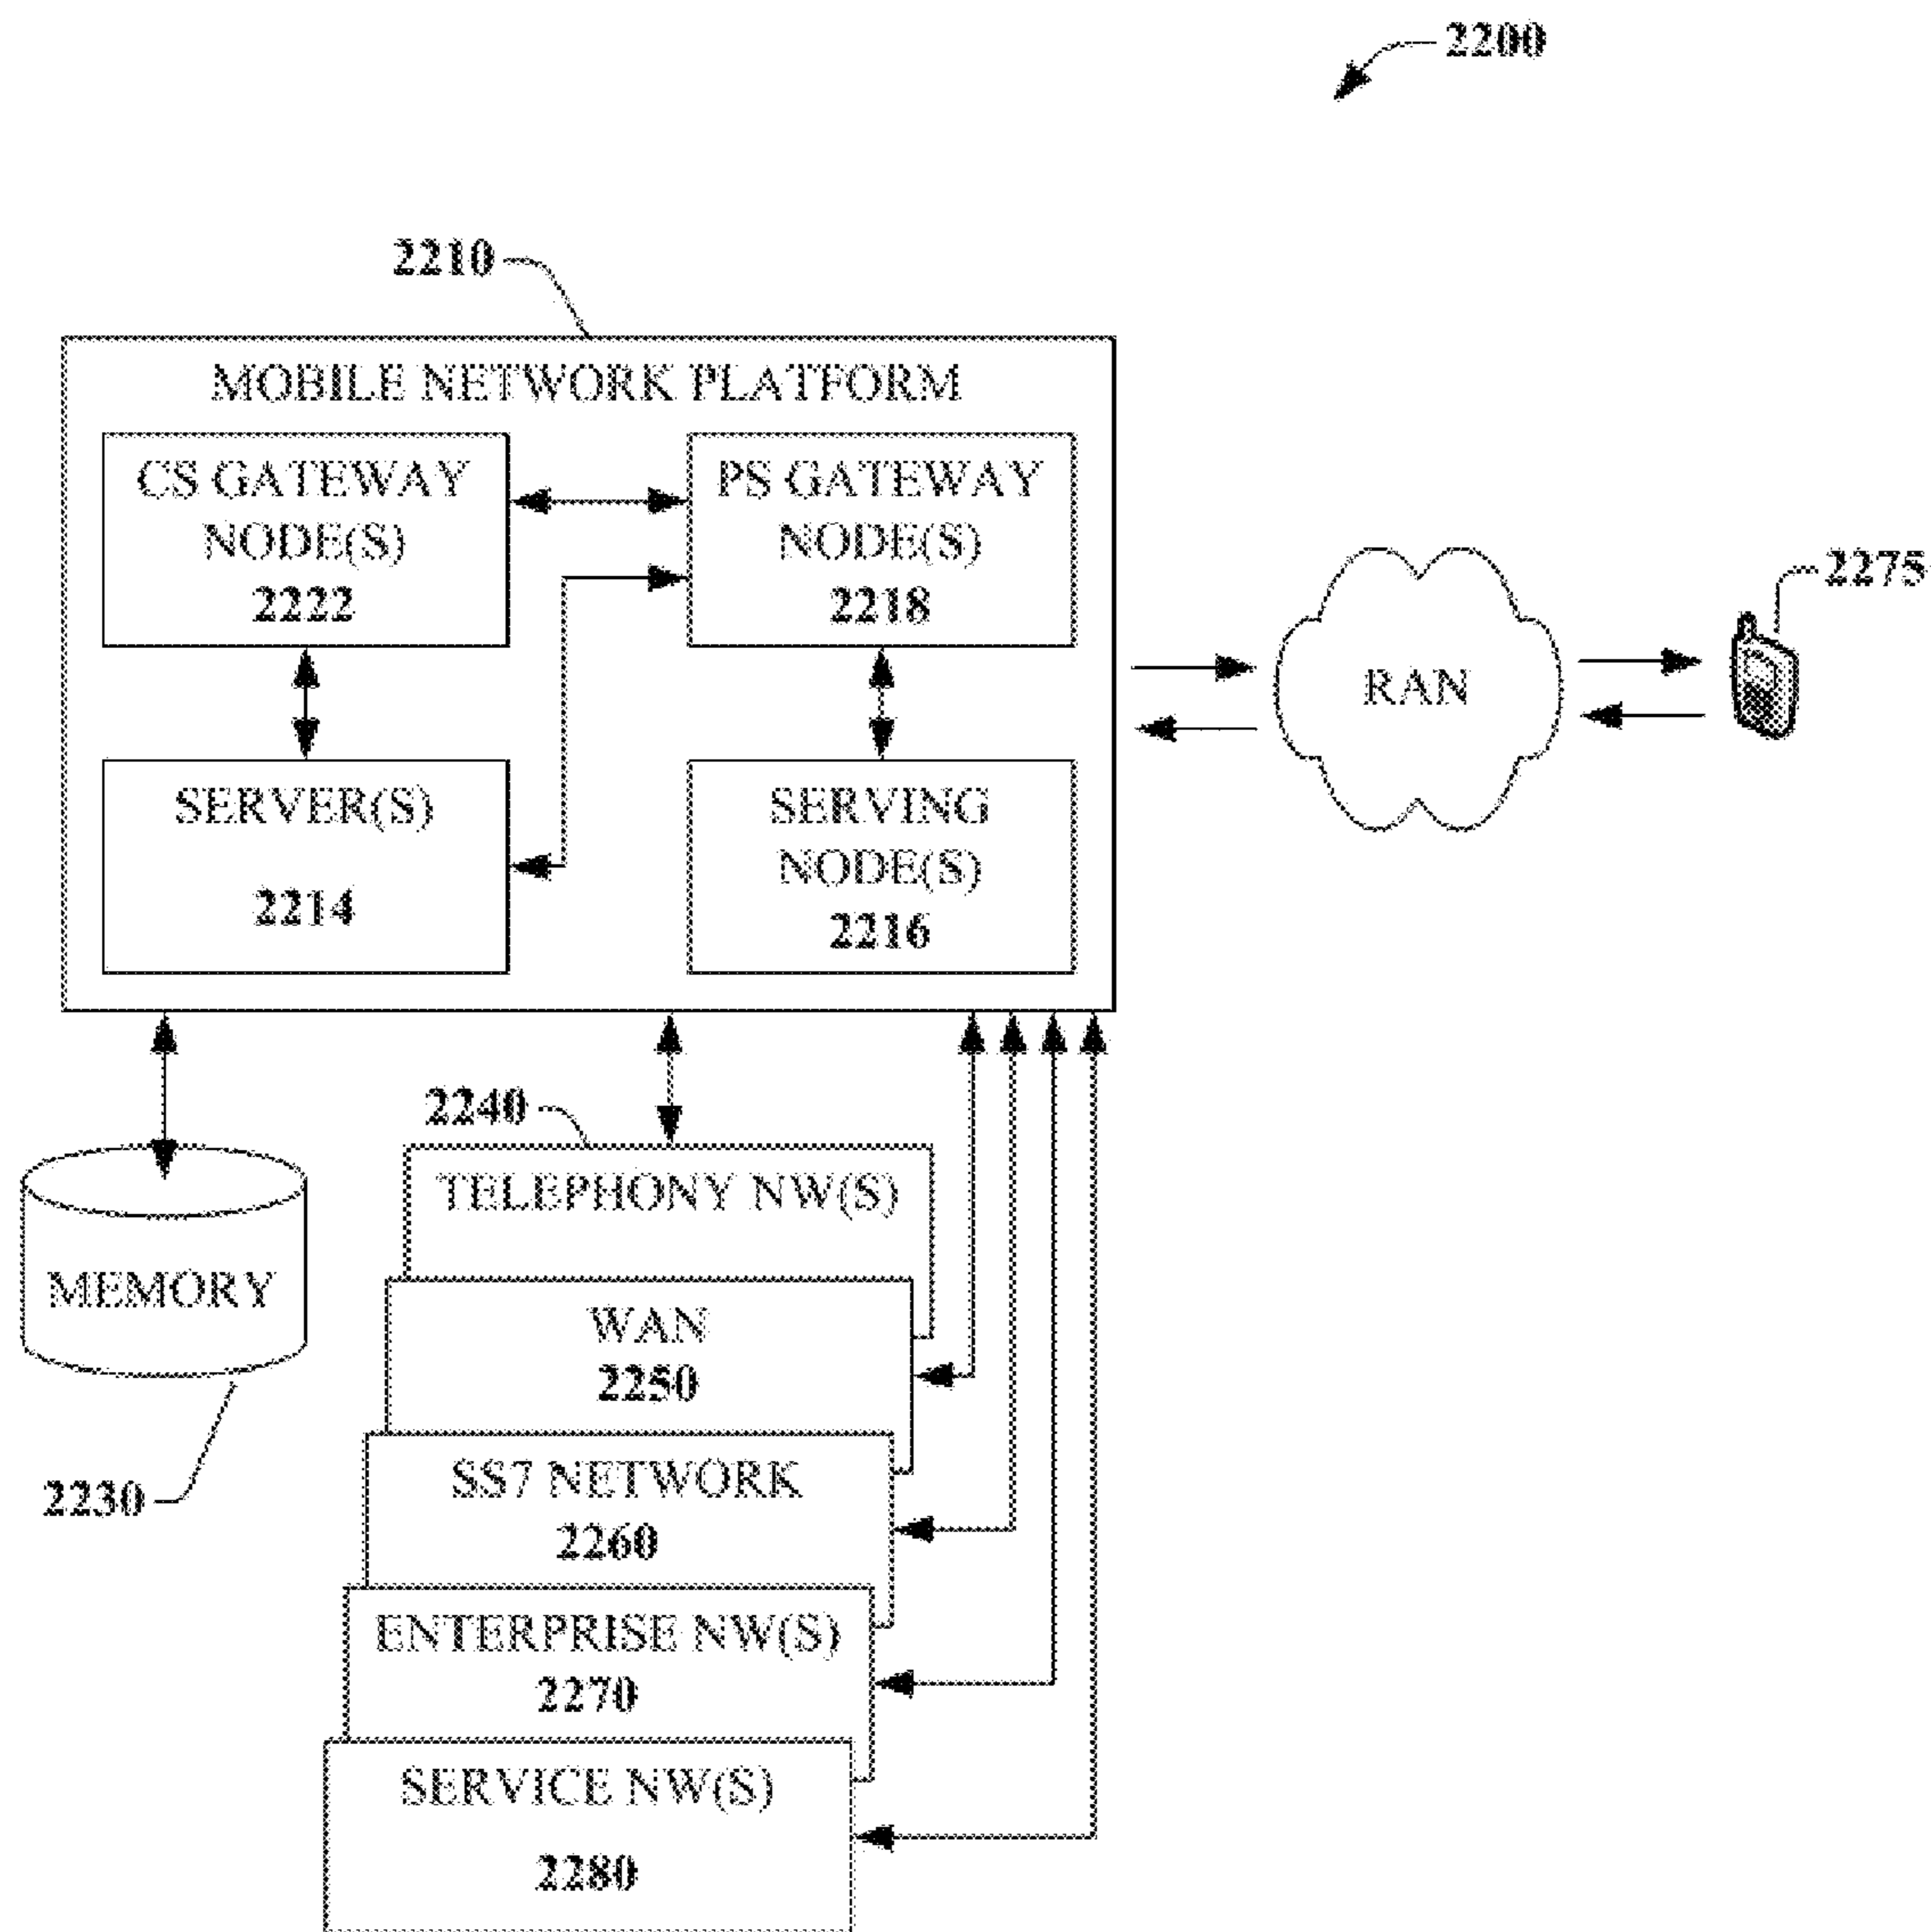 2200
2210
MOBILE NETWORK PLATFORM
CS GATEWAY
NODE(S)
2222
PS GATEWAY
NODE(S)
2218
SERVER(S)
2214
SERVING
NODE(S)
2216
RAN
2275
2240
TELEPHONY NW(S)
MEMORY
2230
WAN
2250
SS7 NETWORK
2260
ENTERPRISE NW(S)
2270
SERVICE NW(S)
2280